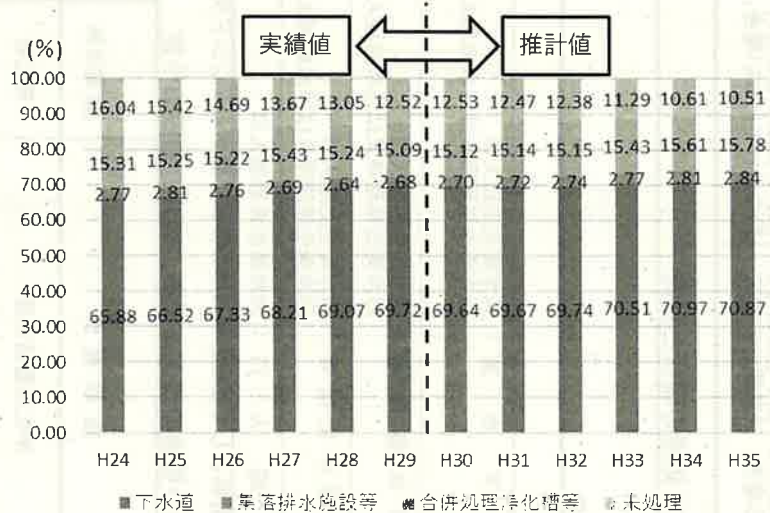 実績値 推計値
(%)
100.00
90.00
80.00
70.00
60.00
50.00
40.00
30.00
20.00
10.00
0.00
16.04 15.42 14.69 13.67 13.05 12.52 12.53 12.47 12.38 11.29 10.61 10.51
15.31 15.25 15.22 15.43 15.24 15.09 15.12 15.14 15.15 15.43 15.61 15.78
2.77 2.81 2.76 2.69 2.64 2.68 2.70 2.72 2.74 2.77 2.81 2.84
65.88 66.52 67.33 68.21 69.07 69.72 69.64 69.67 69.74 70.51 70.97 70.87
H24 H25 H26 H27 H28 H29 H30 H31 H32 H33 H34 H35
下水道 集落排水施設等 合併処理浄化槽等 未処理